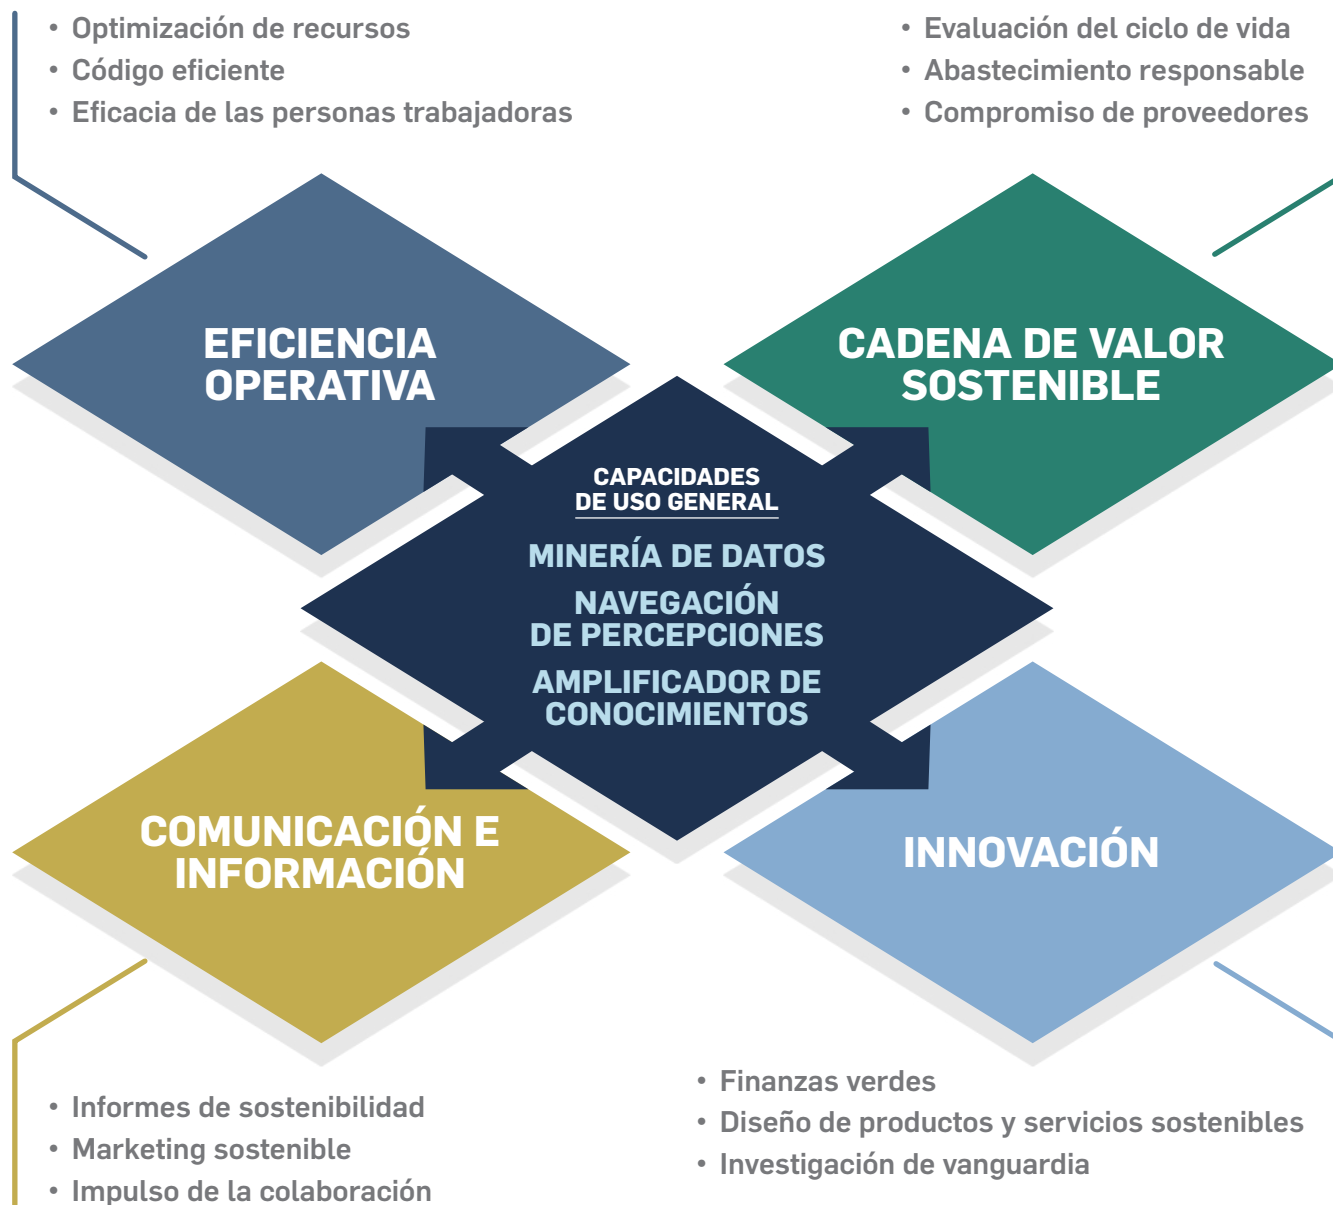 • Optimización de recursos
• Código eficiente
• Eficacia de las personas trabajadoras
• Evaluación del ciclo de vida
• Abastecimiento responsable
• Compromiso de proveedores
EFICIENCIA
OPERATIVA
CADENA DE VALOR
SOSTENIBLE
CAPACIDADES
DE USO GENERAL
MINERÍA DE DATOS
NAVEGACIÓN
DE PERCEPCIONES
AMPLIFICADOR DE
CONOCIMIENTOS
COMUNICACIÓN E
INFORMACIÓN
INNOVACIÓN
• Informes de sostenibilidad
• Marketing sostenible
• Impulso de la colaboración
• Finanzas verdes
• Diseño de productos y servicios sostenibles
• Investigación de vanguardia